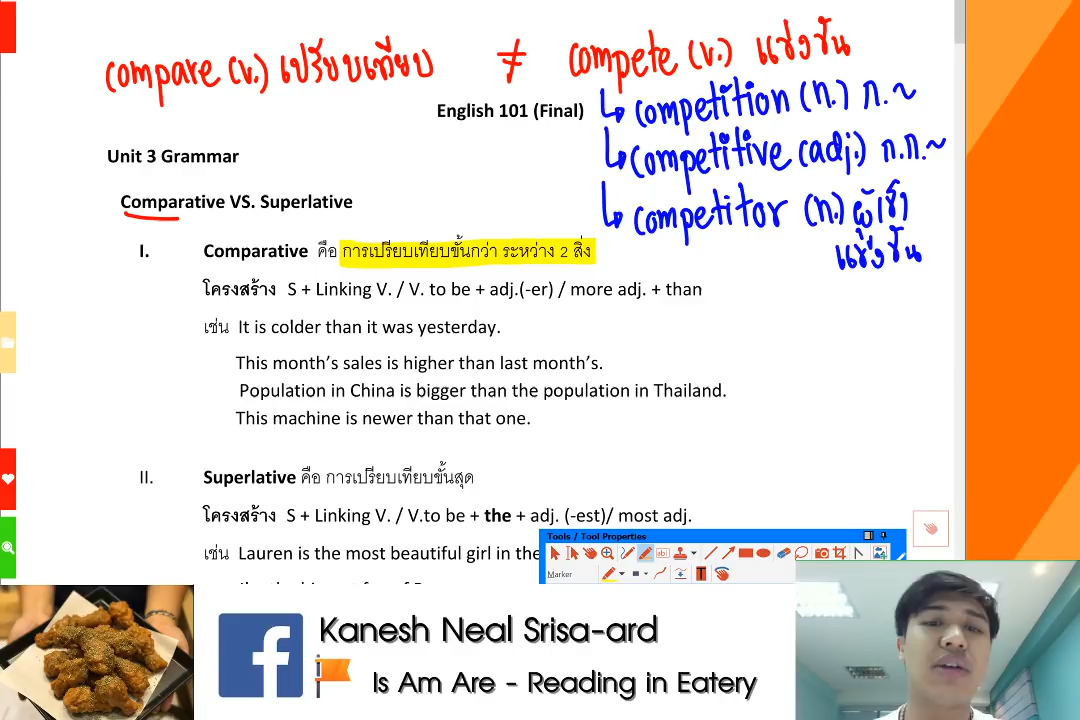 compare (v.) เปรียบเทียบ ≠ compete (v.) แข่งขัน
↳ competition (n.) ก.~
English 101 (Final)
↳ competitive (adj.) ก.ก.~
Unit 3 Grammar
Comparative VS. Superlative
↳ competitor (n.) ผู้เข้า
แข่งขัน
I. Comparative คือ การเปรียบเทียบขั้นกว่า ระหว่าง 2 สิ่ง
โครงสร้าง S + Linking V. / V. to be + adj.(-er) / more adj. + than
เช่น It is colder than it was yesterday.
This month's sales is higher than last month's.
Population in China is bigger than the population in Thailand.
This machine is newer than that one.
II. Superlative คือ การเปรียบเทียบขั้นสุด
โครงสร้าง S + Linking V. / V.to be + the + adj. (-est)/ most adj.
Tools / Tool Properties
เช่น Lauren is the most beautiful girl in the
Marker
Kanesh Neal Srisa-ard
Is Am Are - Reading in Eatery